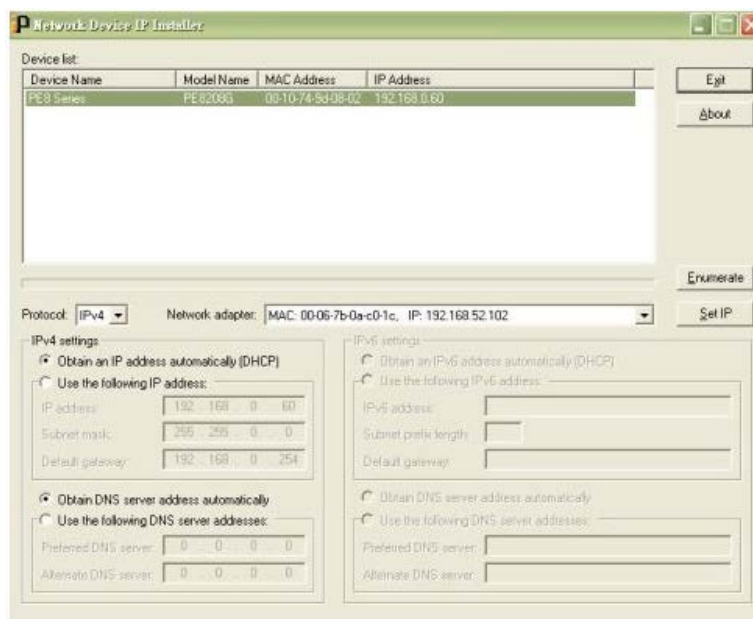 Network Device IP Installer
Device list:
Device Name Model Name MAC Address IP Address
PE8 Series PE8208G 00-10-74-9d-08-02 192.168.0.60
Exit
About
Enumerate
Protocol: IPv4 Network adapter: MAC: 00-06-7b-0a-c0-1c, IP: 192.168.52.102 Set IP
IPv4 settings
Obtain an IP address automatically (DHCP)
Use the following IP address:
IP address: 192 . 168 . 0 . 60
Subnet mask: 255 . 255 . 0 . 0
Default gateway: 192 . 168 . 0 . 254
Obtain DNS server address automatically
Use the following DNS server addresses:
Preferred DNS server: 0 . 0 . 0 . 0
Alternate DNS server: 0 . 0 . 0 . 0
IPv6 settings
Obtain an IPv6 address automatically (DHCP)
Use the following IPv6 address:
IPv6 address:
Subnet prefix length:
Default gateway:
Obtain DNS server address automatically
Use the following DNS server addresses:
Preferred DNS server:
Alternate DNS server: